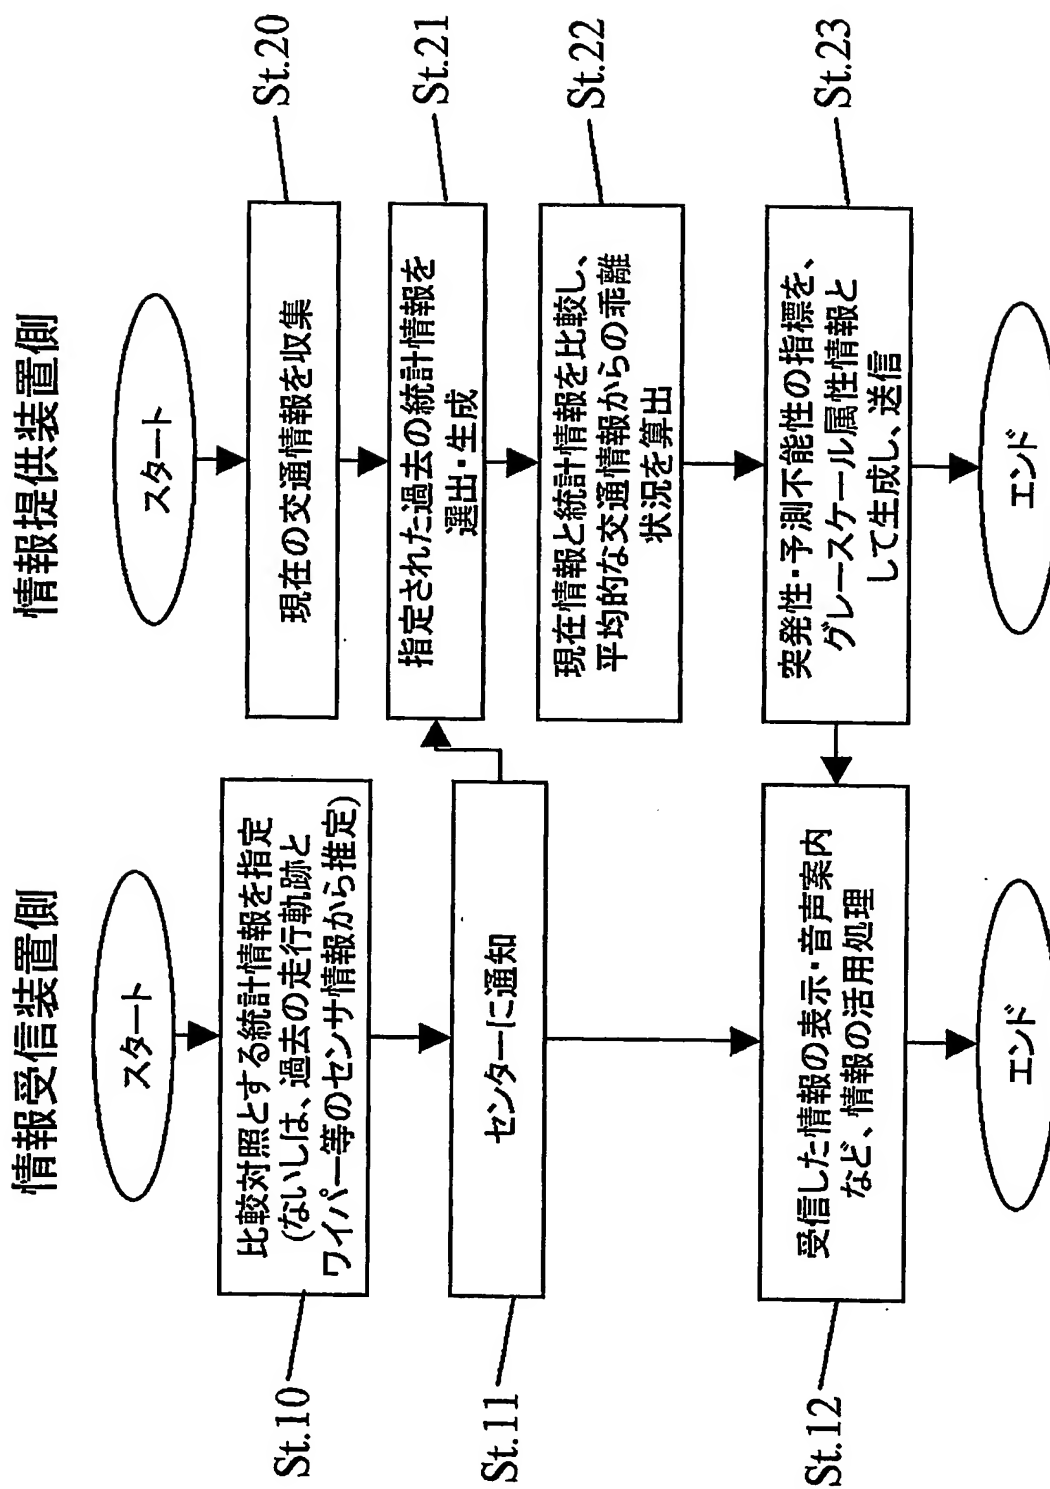 情報受信装置側
スタート
比較対照とする統計情報を指定
(ないしは、過去の走行軌跡と
ワイパー等のセンサ情報から推定)
St.10
センターに通知
St.11
受信した情報の表示・音声案内
など、情報の活用処理
St.12
エンド
情報提供装置側
スタート
現在の交通情報を収集
St.20
指定された過去の統計情報を
選出・生成
St.21
現在情報と統計情報を比較し、
平均的な交通情報からの乖離
状況を算出
St.22
突発性・予測不能性の指標を、
グレースケール属性情報と
して生成し、送信
St.23
エンド